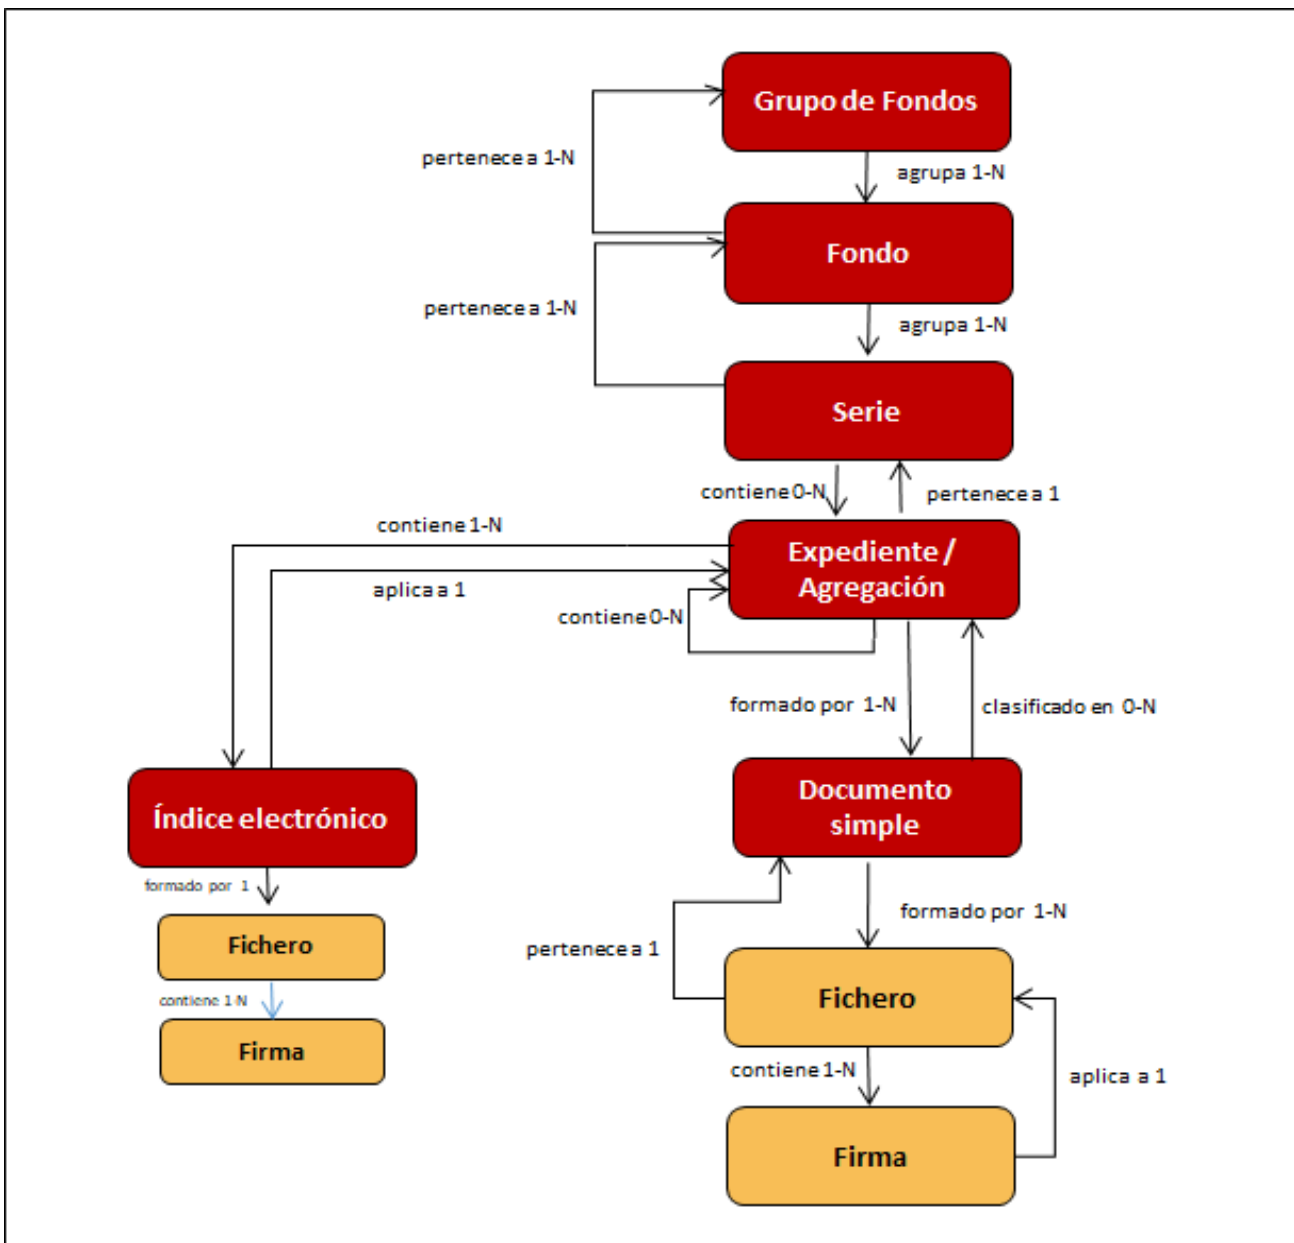 Grupo de Fondos
pertenece a 1-N
agrupa 1-N
Fondo
pertenece a 1-N
agrupa 1-N
Serie
contiene 0-N
pertenece a 1
contiene 1-N
Expediente /
Agregación
aplica a 1
contiene 0-N
formado por 1-N
clasificado en 0-N
Documento
simple
Índice electrónico
formado por 1
formado por 1-N
Fichero
pertenece a 1
Fichero
contiene 1-N
Firma
contiene 1-N
aplica a 1
Firma